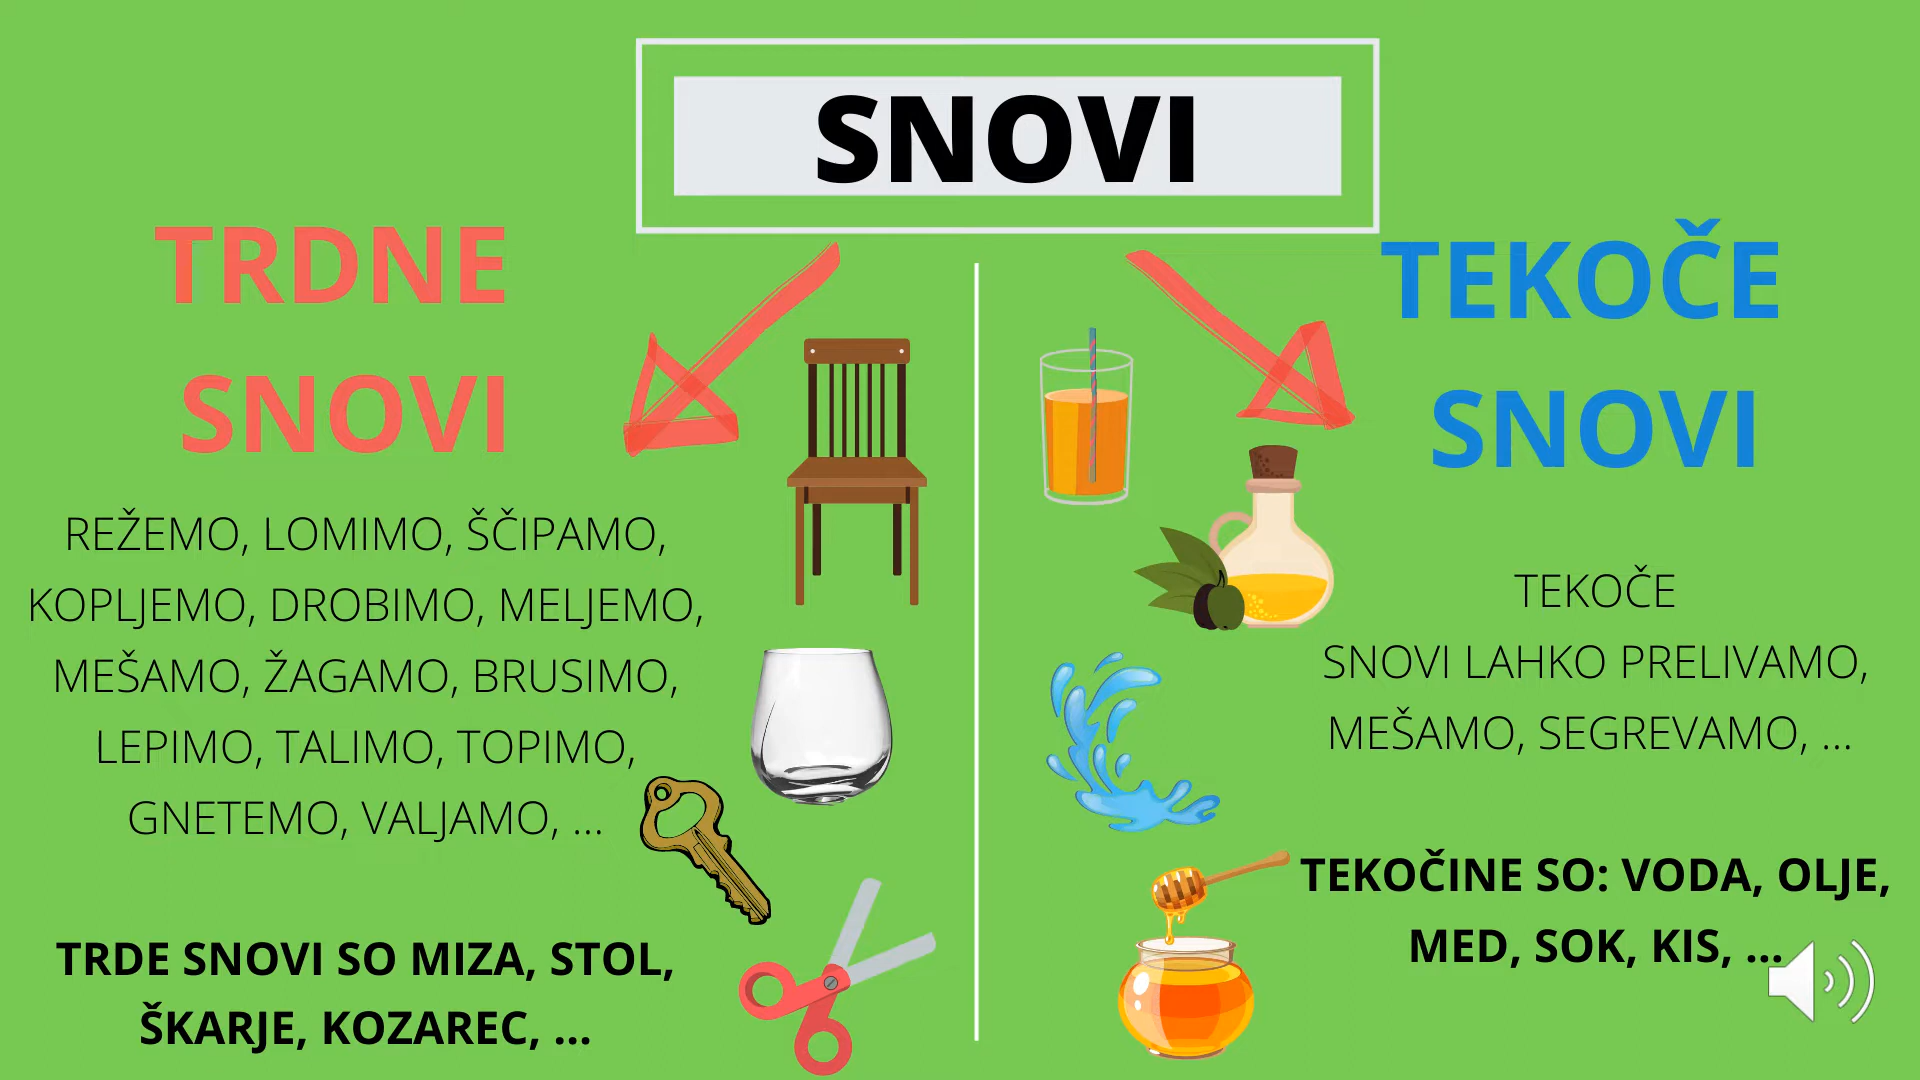 SNOVI
TRDNE
SNOVI
REŽEMO, LOMIMO, ŠČIPAMO,
KOPLJEMO, DROBIMO, MELJEMO,
MEŠAMO, ŽAGAMO, BRUSIMO,
LEPIMO, TALIMO, TOPIMO,
GNETEMO, VALJAMO, ...
TRDE SNOVI SO MIZA, STOL,
ŠKARJE, KOZAREC, ...
TEKOČE
SNOVI
TEKOČE
SNOVI LAHKO PRELIVAMO,
MEŠAMO, SEGREVAMO, ...
TEKOČINE SO: VODA, OLJE,
MED, SOK, KIS, ...